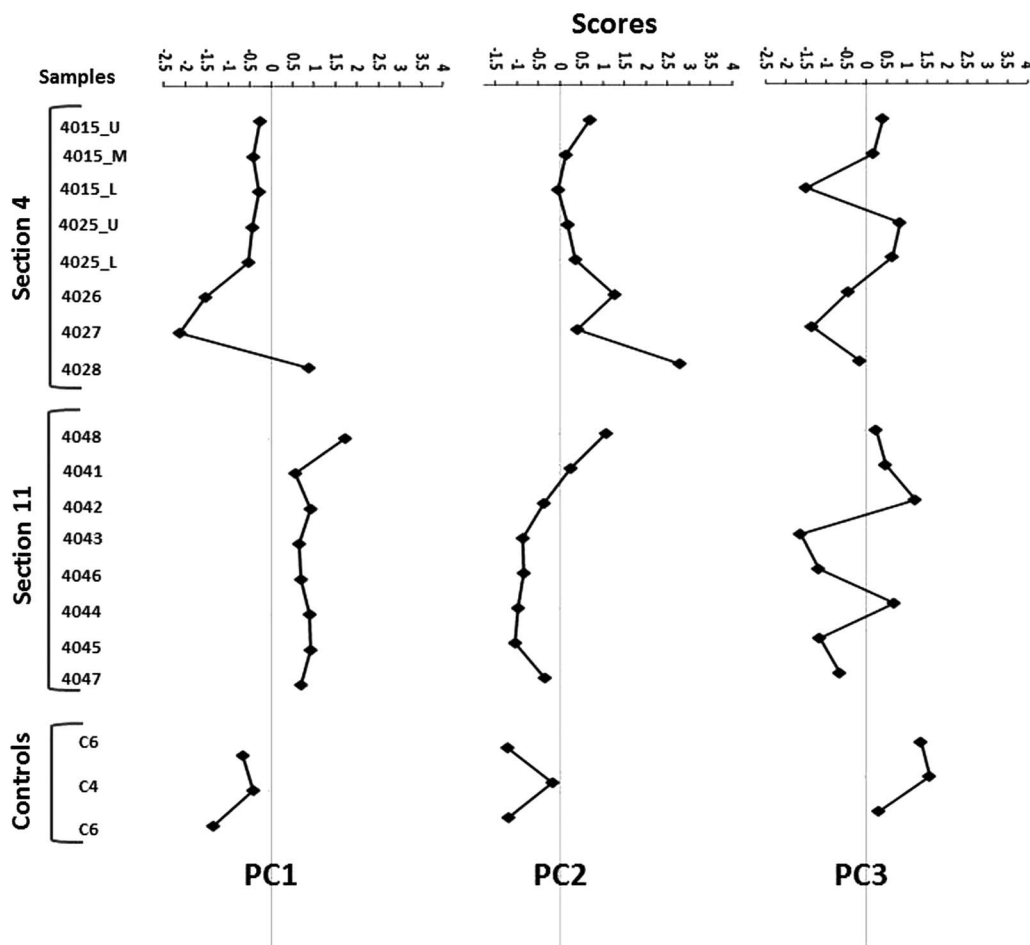 Scores
Samples
-2.5 -2 -1.5 -1 -0.5 0 0.5 1 1.5 2 2.5 3 3.5 4
-1.5 -1 -0.5 0 0.5 1 1.5 2 2.5 3 3.5 4
-2.5 -2 -1.5 -1 -0.5 0 0.5 1 1.5 2 2.5 3 3.5 4
Section 4
4015_U
4015_M
4015_L
4025_U
4025_L
4026
4027
4028
Section 11
4048
4041
4042
4043
4046
4044
4045
4047
Controls
C6
C4
C6
PC1
PC2
PC3